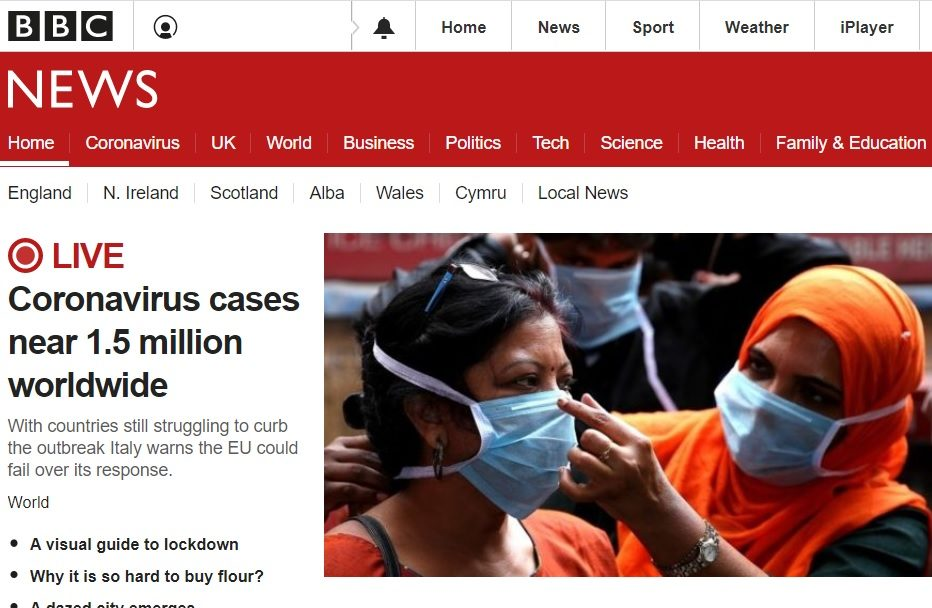 BBC
Home
News
Sport
Weather
iPlayer
NEWS
Home
Coronavirus
UK
World
Business
Politics
Tech
Science
Health
Family & Education
England
N. Ireland
Scotland
Alba
Wales
Cymru
Local News
LIVE
Coronavirus cases
near 1.5 million
worldwide
With countries still struggling to curb
the outbreak Italy warns the EU could
fail over its response.
World
A visual guide to lockdown
Why it is so hard to buy flour?
A dazed city emerges